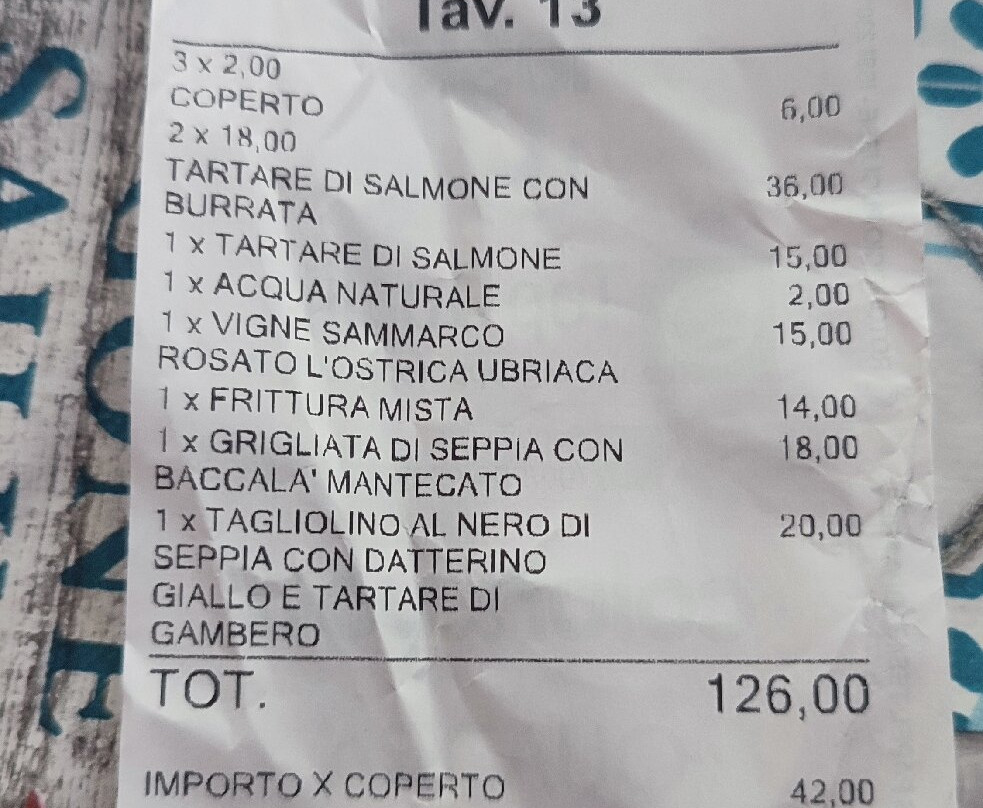 Tav. 13
3 x 2,00
COPERTO 6,00
2 x 18,00
TARTARE DI SALMONE CON 36,00
BURRATA
1 x TARTARE DI SALMONE 15,00
1 x ACQUA NATURALE 2,00
1 x VIGNE SAMMARCO 15,00
ROSATO L'OSTRICA UBRIACA
1 x FRITTURA MISTA 14,00
1 x GRIGLIATA DI SEPPIA CON 18,00
BACCALA' MANTECATO
1 x TAGLIOLINO AL NERO DI 20,00
SEPPIA CON DATTERINO
GIALLO E TARTARE DI
GAMBERO
TOT. 126,00
IMPORTO X COPERTO 42,00